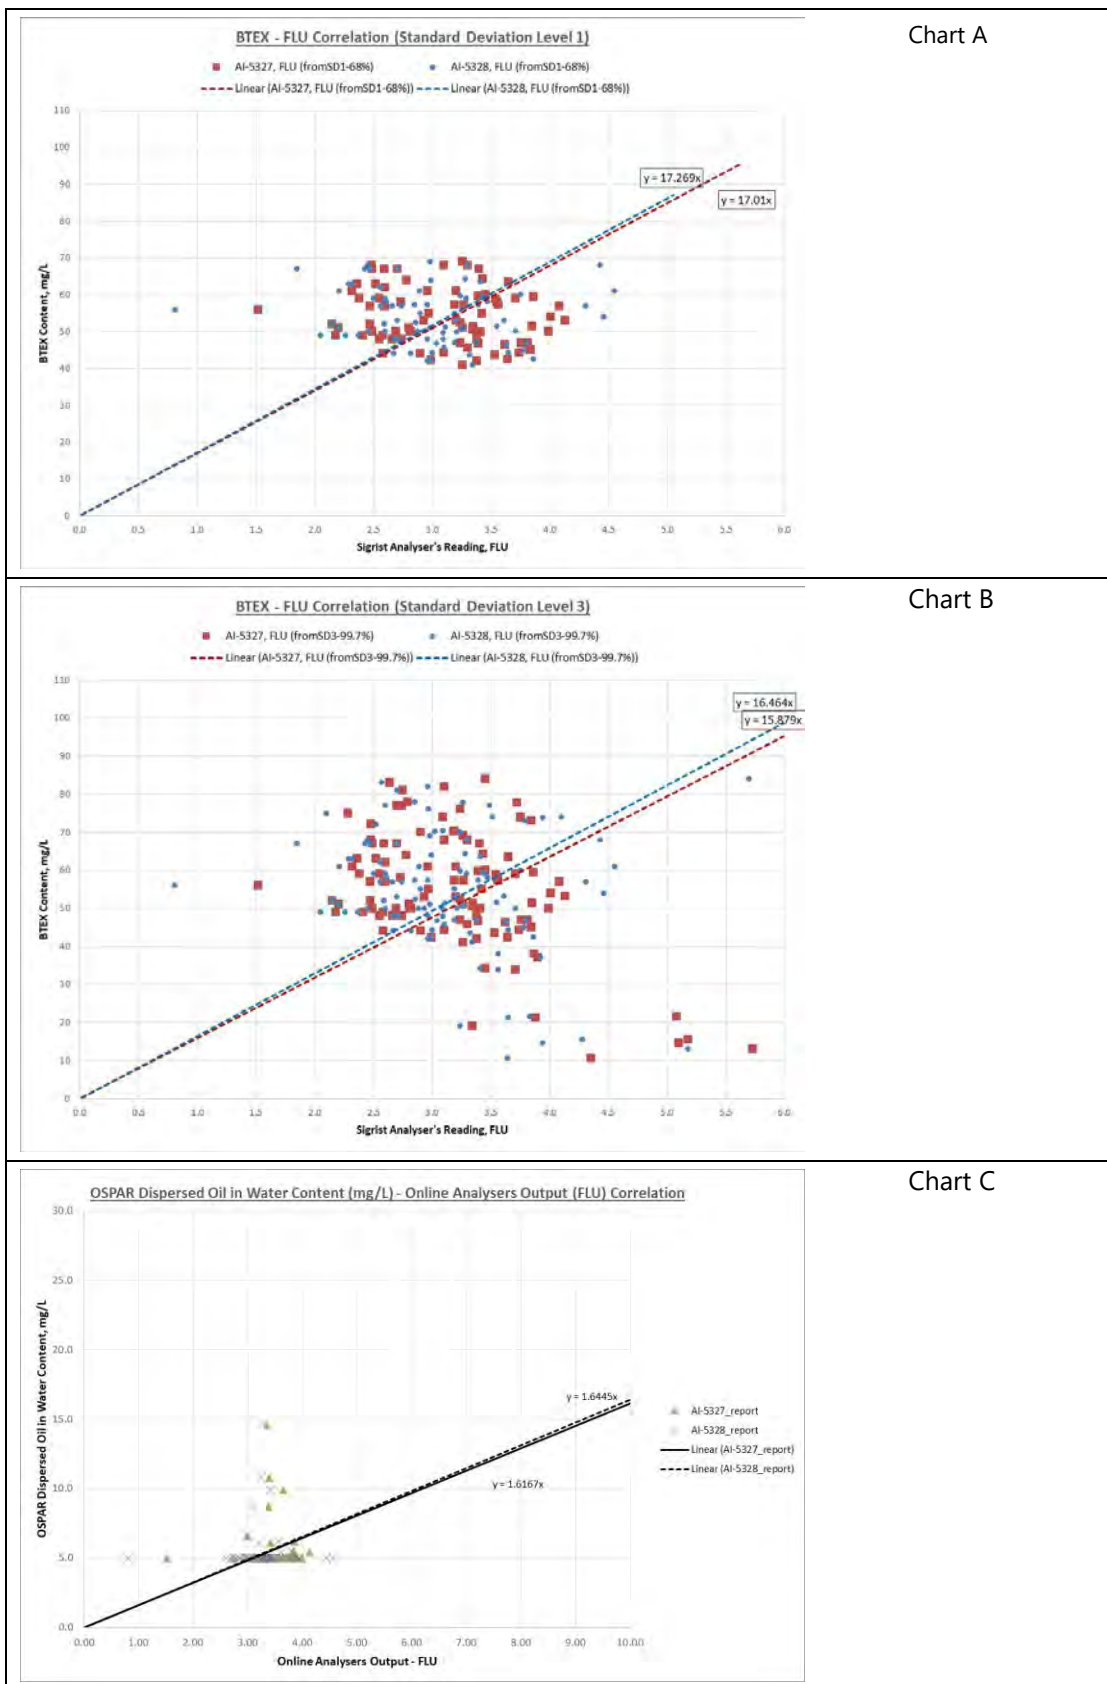 Chart A
BTEX - FLU Correlation (Standard Deviation Level 1)
AI-5327, FLU (fromSD1-68%)
AI-5328, FLU (fromSD1-68%)
Linear (AI-5327, FLU (fromSD1-68%))
Linear (AI-5328, FLU (fromSD1-68%))
110
100
90
80
70
60
50
40
30
20
10
0
BTEX Content, mg/L
y = 17.269x
y = 17.01x
0.0 0.5 1.0 1.5 2.0 2.5 3.0 3.5 4.0 4.5 5.0 5.5 6.0
Sigrist Analyser's Reading, FLU
Chart B
BTEX - FLU Correlation (Standard Deviation Level 3)
AI-5327, FLU (fromSD3-99.7%)
AI-5328, FLU (fromSD3-99.7%)
Linear (AI-5327, FLU (fromSD3-99.7%))
Linear (AI-5328, FLU (fromSD3-99.7%))
110
100
90
80
70
60
50
40
30
20
10
0
BTEX Content, mg/L
y = 16.464x
y = 15.879x
0.0 0.5 1.0 1.5 2.0 2.5 3.0 3.5 4.0 4.5 5.0 5.5 6.0
Sigrist Analyser's Reading, FLU
Chart C
OSPAR Dispersed Oil in Water Content (mg/L) - Online Analysers Output (FLU) Correlation
30.0
25.0
20.0
15.0
10.0
5.0
0.0
OSPAR Dispersed Oil in Water Content, mg/L
y = 1.6445x
y = 1.6167x
AI-5327_report
AI-5328_report
Linear (AI-5327_report)
Linear (AI-5328_report)
0.00 1.00 2.00 3.00 4.00 5.00 6.00 7.00 8.00 9.00 10.00
Online Analysers Output - FLU